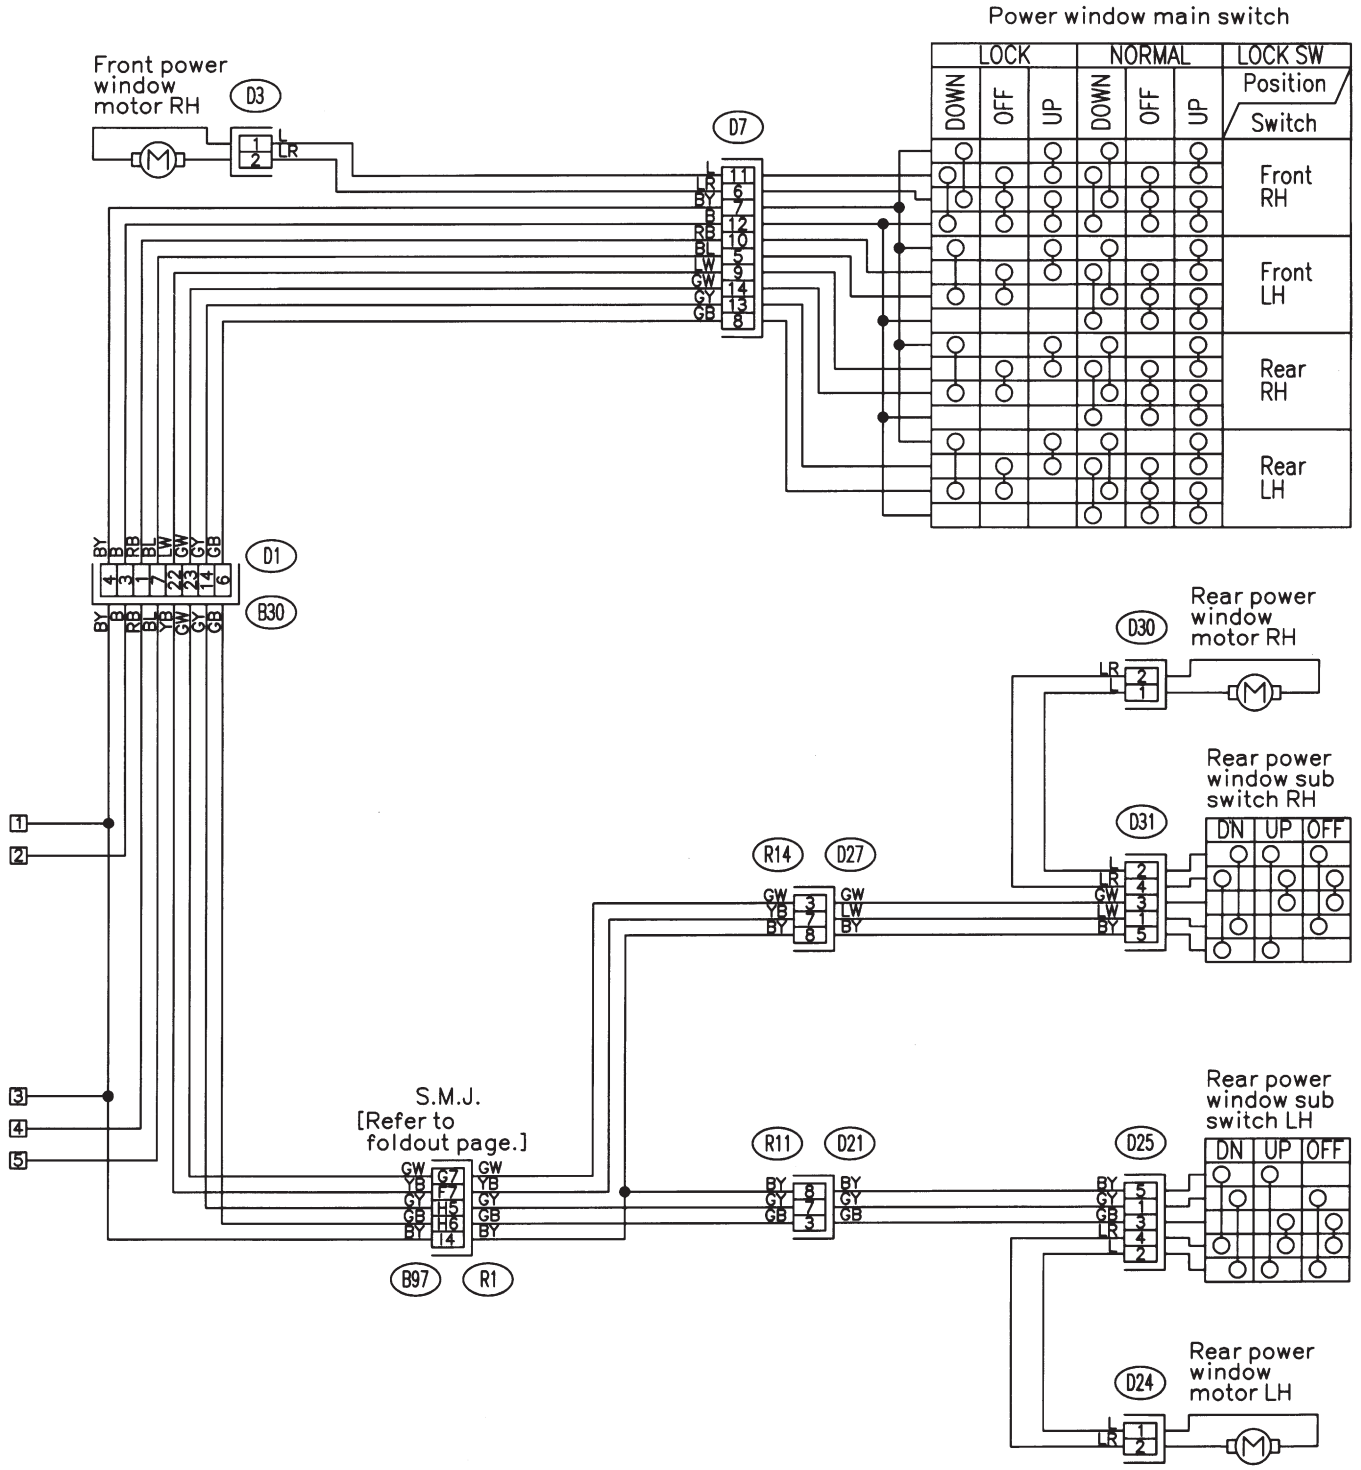 Power window main switch
LOCK NORMAL LOCK SW
DOWN OFF UP DOWN OFF UP
Position
Switch
Front
RH
Front
LH
Rear
RH
Rear
LH
Front power
window
motor RH
D3
1 L
2 LR
M
D7
L 11
LR 6
BY 7
B 12
RB 10
BL 5
LW 9
GW 14
GY 13
GB 8
BY B RB BL LW GW GY GB
4 3 1 7 22 23 14 6
D1
B30
BY B RB BL YB GW GY GB
1
2
3
4
5
Rear power
window
motor RH
D30
LR 2
L 1
M
Rear power
window sub
switch RH
DN UP OFF
D31
L 2
LR 4
GW 3
LW 1
BY 5
R14 D27
GW 3 GW
YB 7 LW
BY 8 BY
S.M.J.
[Refer to
foldout page.]
GW G7 GW
YB F7 YB
GY H5 GY
GB H6 GB
BY I4 BY
B97 R1
R11 D21
BY 8 BY
GY 7 GY
GB 3 GB
Rear power
window sub
switch LH
DN UP OFF
D25
BY 5
GY 1
GB 3
LR 4
L 2
Rear power
window
motor LH
D24
L 1
LR 2
M